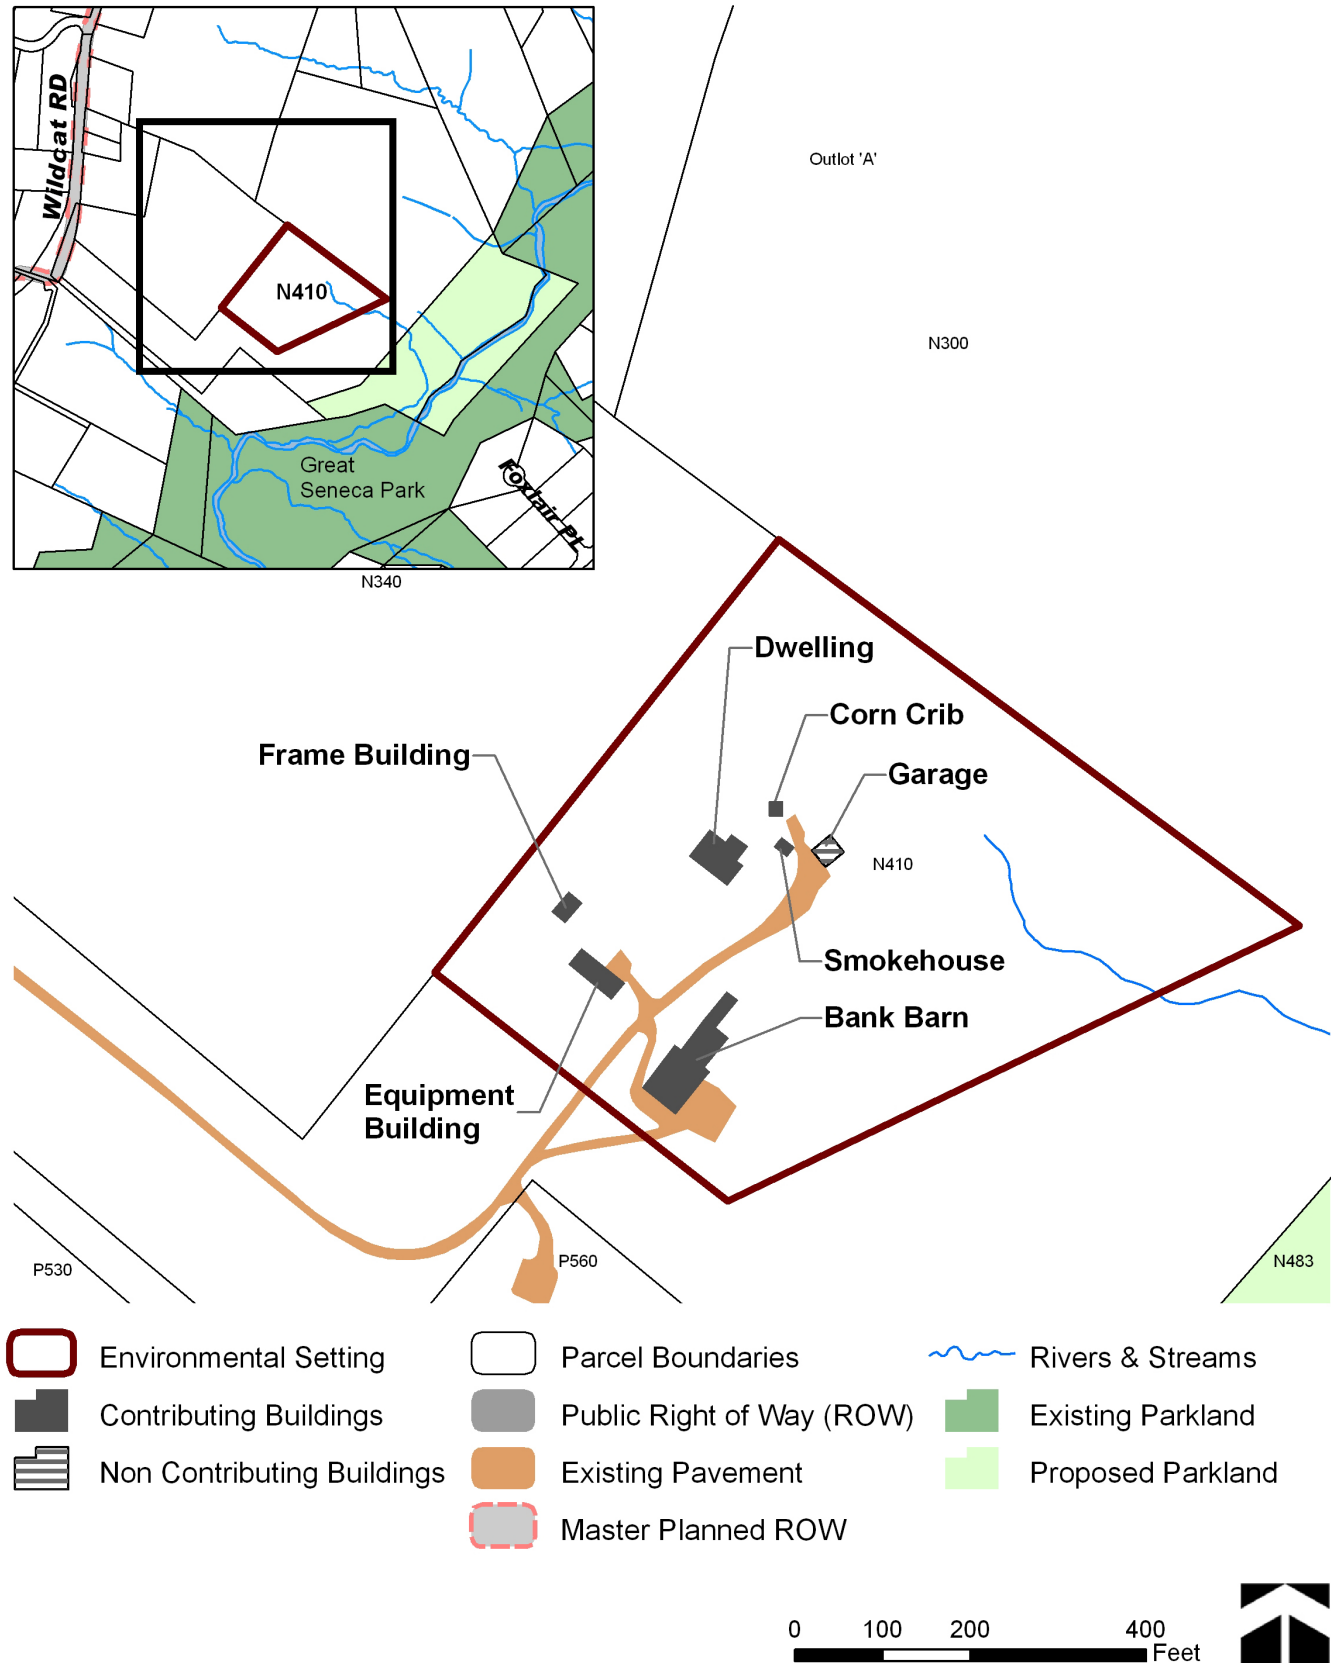 Wildcat RD
N410
Great
Seneca Park
Foxlair PL
N340
Outlot 'A'
N300
Dwelling
Corn Crib
Frame Building
Garage
N410
Smokehouse
Bank Barn
Equipment
Building
P530
P560
N483
Environmental Setting
Parcel Boundaries
Rivers & Streams
Contributing Buildings
Public Right of Way (ROW)
Existing Parkland
Non Contributing Buildings
Existing Pavement
Proposed Parkland
Master Planned ROW
0 100 200 400
Feet